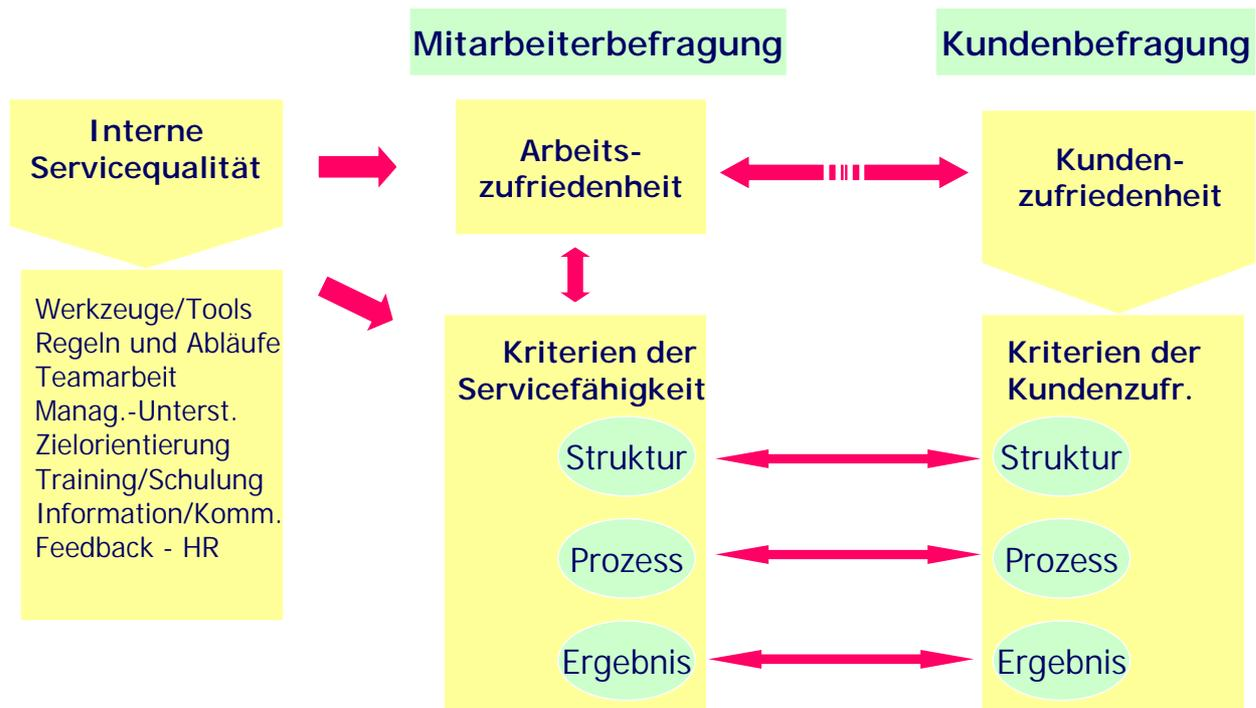 Mitarbeiterbefragung
Kundenbefragung
Interne
Servicequalität
Arbeits-
zufriedenheit
Kunden-
zufriedenheit
Werkzeuge/Tools
Regeln und Abläufe
Teamarbeit
Manag.-Unterst.
Zielorientierung
Training/Schulung
Information/Komm.
Feedback - HR
Kriterien der
Servicefähigkeit
Struktur
Prozess
Ergebnis
Kriterien der
Kundenzufr.
Struktur
Prozess
Ergebnis